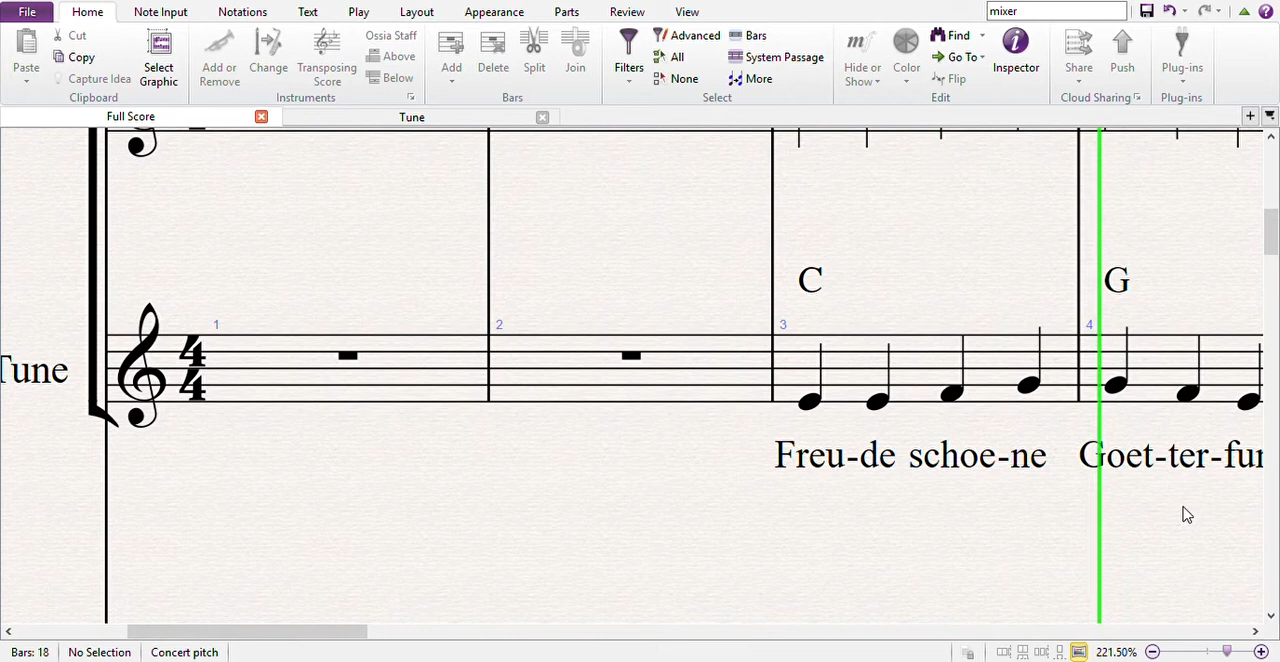 File Home Note Input Notations Text Play Layout Appearance Parts Review View mixer
Paste Cut Copy Capture Idea Select Graphic Add or Remove Change Transposing Score Ossia Staff Above Below Add Delete Split Join Filters Advanced All None Bars System Passage More Hide or Show Color Find Go To Flip Inspector Share Push Plug-ins
Clipboard Instruments Bars Select Edit Cloud Sharing Plug-ins
Full Score Tune
C G
1 2 3 4
Tune 4 4
Freu-de schoe-ne Goet-ter-fun
Bars: 18 No Selection Concert pitch 221.50%